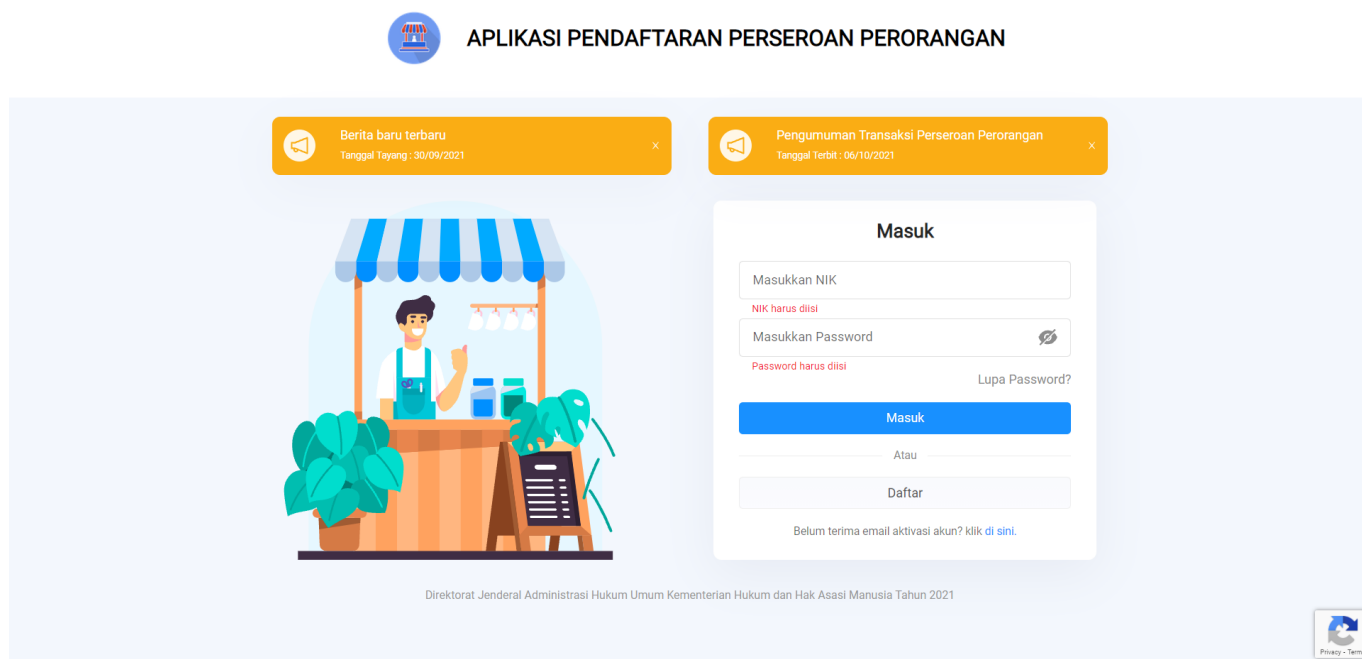 APLIKASI PENDAFTARAN PERSEROAN PERORANGAN
Berita baru terbaru
Tanggal Tayang : 30/09/2021
x
Pengumuman Transaksi Perseroan Perorangan
Tanggal Terbit : 06/10/2021
x
Masuk
Masukkan NIK
NIK harus diisi
Masukkan Password
Password harus diisi
Lupa Password?
Masuk
Atau
Daftar
Belum terima email aktivasi akun? klik di sini.
Direktorat Jenderal Administrasi Hukum Umum Kementerian Hukum dan Hak Asasi Manusia Tahun 2021
Privacy - Term